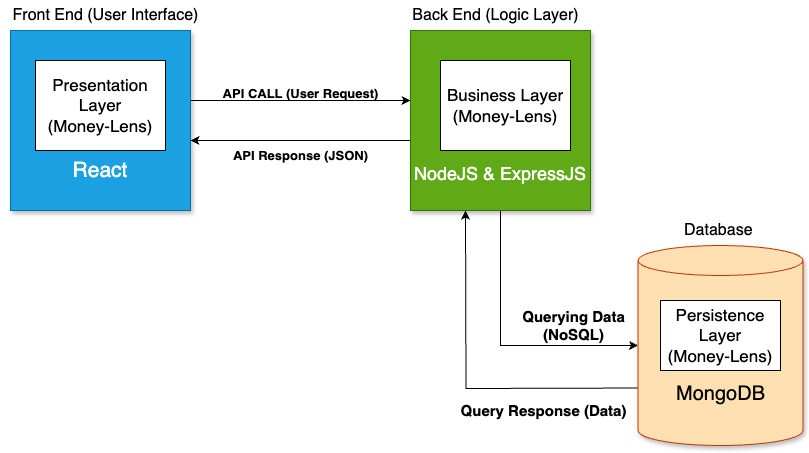 Front End (User Interface)
Presentation
Layer
(Money-Lens)
React
API CALL (User Request)
API Response (JSON)
Back End (Logic Layer)
Business Layer
(Money-Lens)
NodeJS & ExpressJS
Querying Data
(NoSQL)
Query Response (Data)
Database
Persistence
Layer
(Money-Lens)
MongoDB